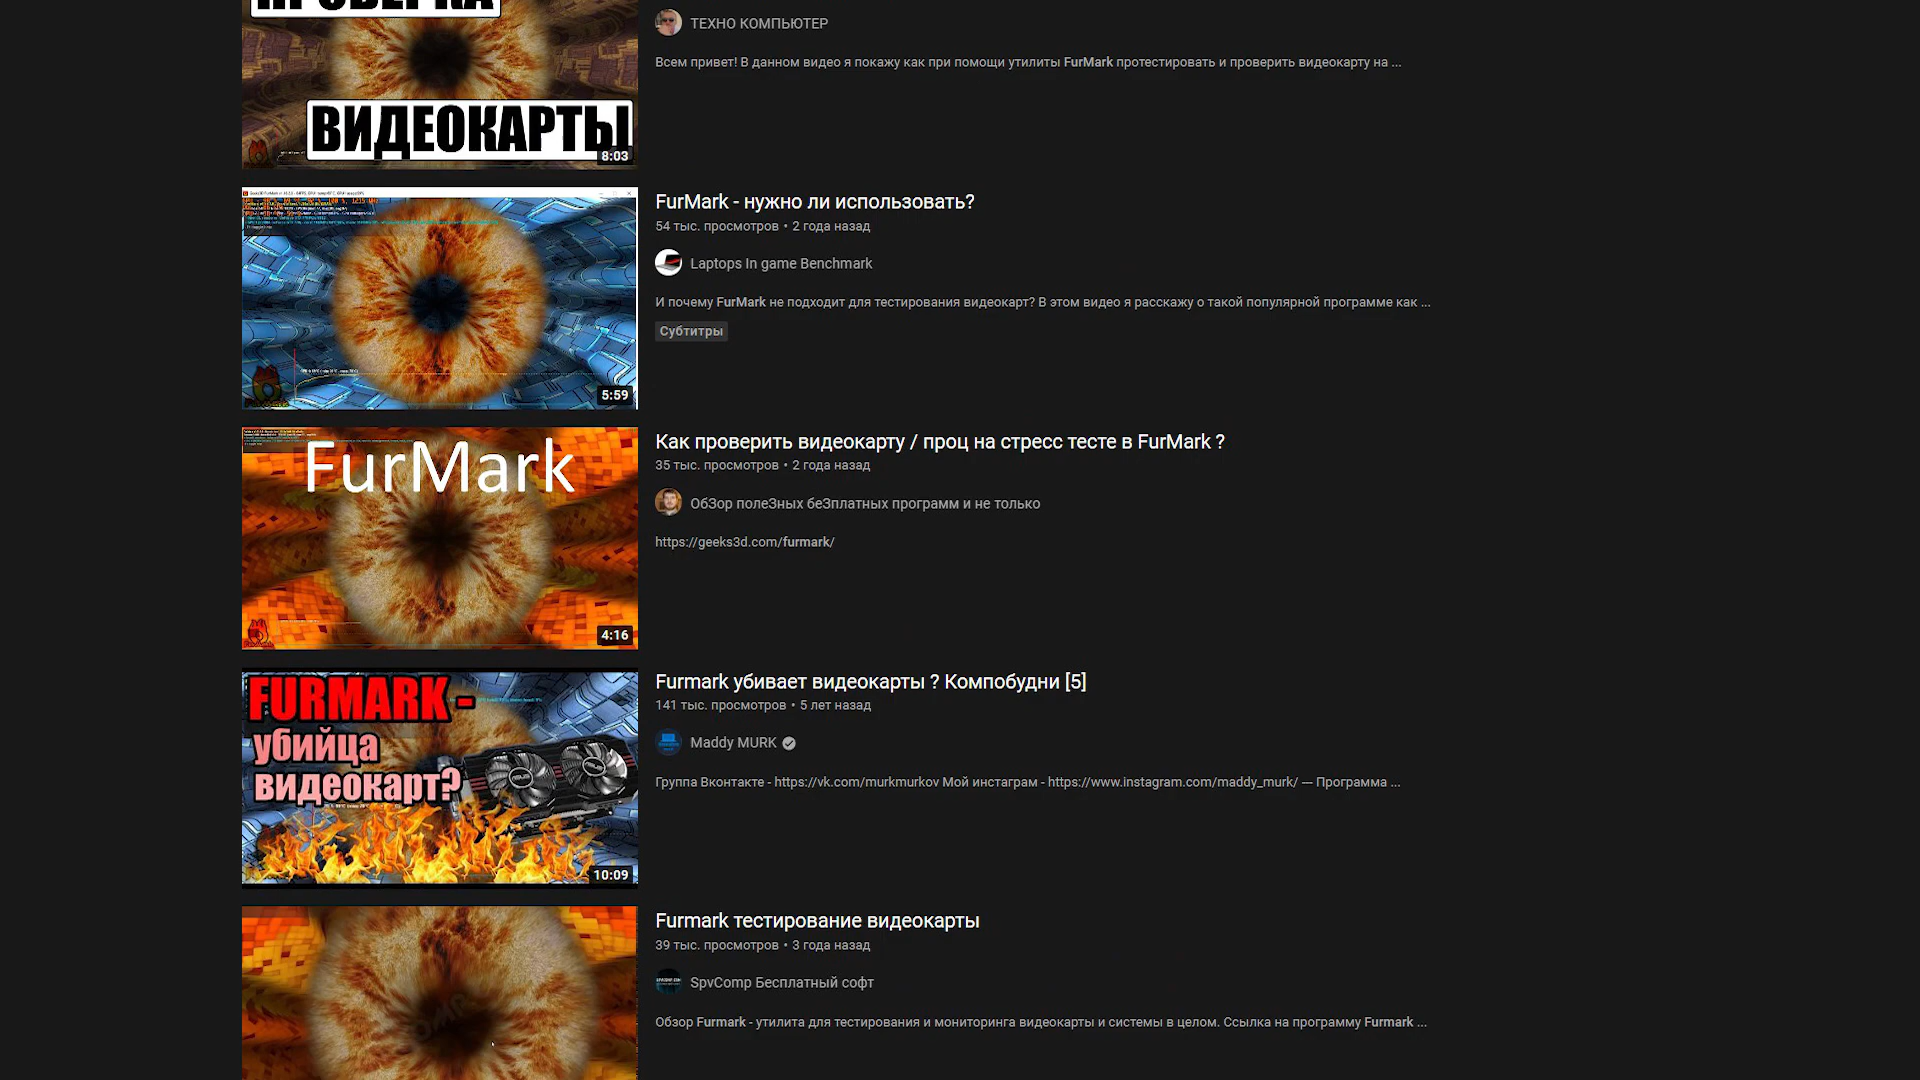 ПРОВЕРКА
ВИДЕОКАРТЫ
8:03
ТЕХНО КОМПЬЮТЕР
Всем привет! В данном видео я покажу как при помощи утилиты FurMark протестировать и проверить видеокарту на ...
5:59
FurMark - нужно ли использовать?
54 тыс. просмотров • 2 года назад
Laptops In game Benchmark
И почему FurMark не подходит для тестирования видеокарт? В этом видео я расскажу о такой популярной программе как ...
Субтитры
FurMark
4:16
Как проверить видеокарту / проц на стресс тесте в FurMark ?
35 тыс. просмотров • 2 года назад
ОбЗор полеЗных беЗплатных программ и не только
https://geeks3d.com/furmark/
FURMARK -
убийца
видеокарт?
10:09
Furmark убивает видеокарты ? Компобудни [5]
141 тыс. просмотров • 5 лет назад
Maddy MURK
Группа Вконтакте - https://vk.com/murkmurkov Мой инстаграм - https://www.instagram.com/maddy_murk/ — Программа ...
Furmark тестирование видеокарты
39 тыс. просмотров • 3 года назад
SpvComp Бесплатный софт
Обзор Furmark - утилита для тестирования и мониторинга видеокарты и системы в целом. Ссылка на программу Furmark ...